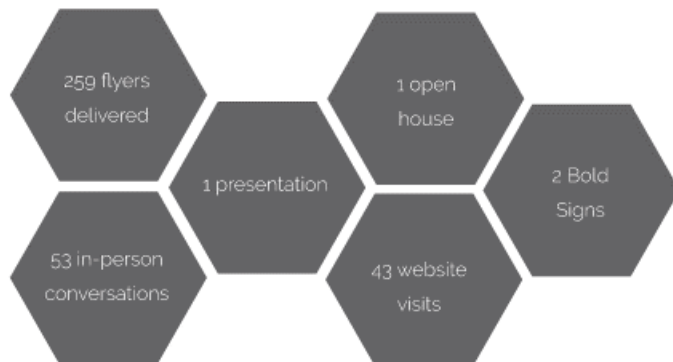 259 flyers
delivered
1 open
house
1 presentation
2 Bold
Signs
53 in-person
conversations
43 website
visits